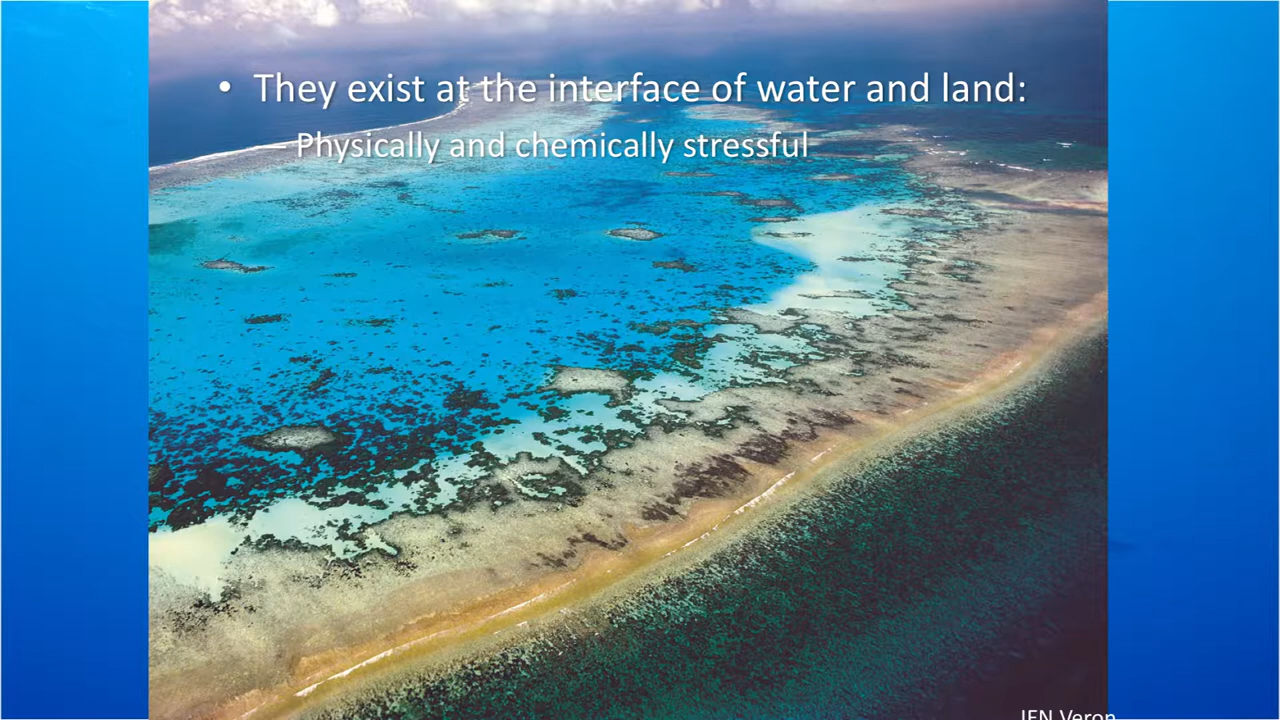 • They exist at the interface of water and land:
Physically and chemically stressful
JEN Veron